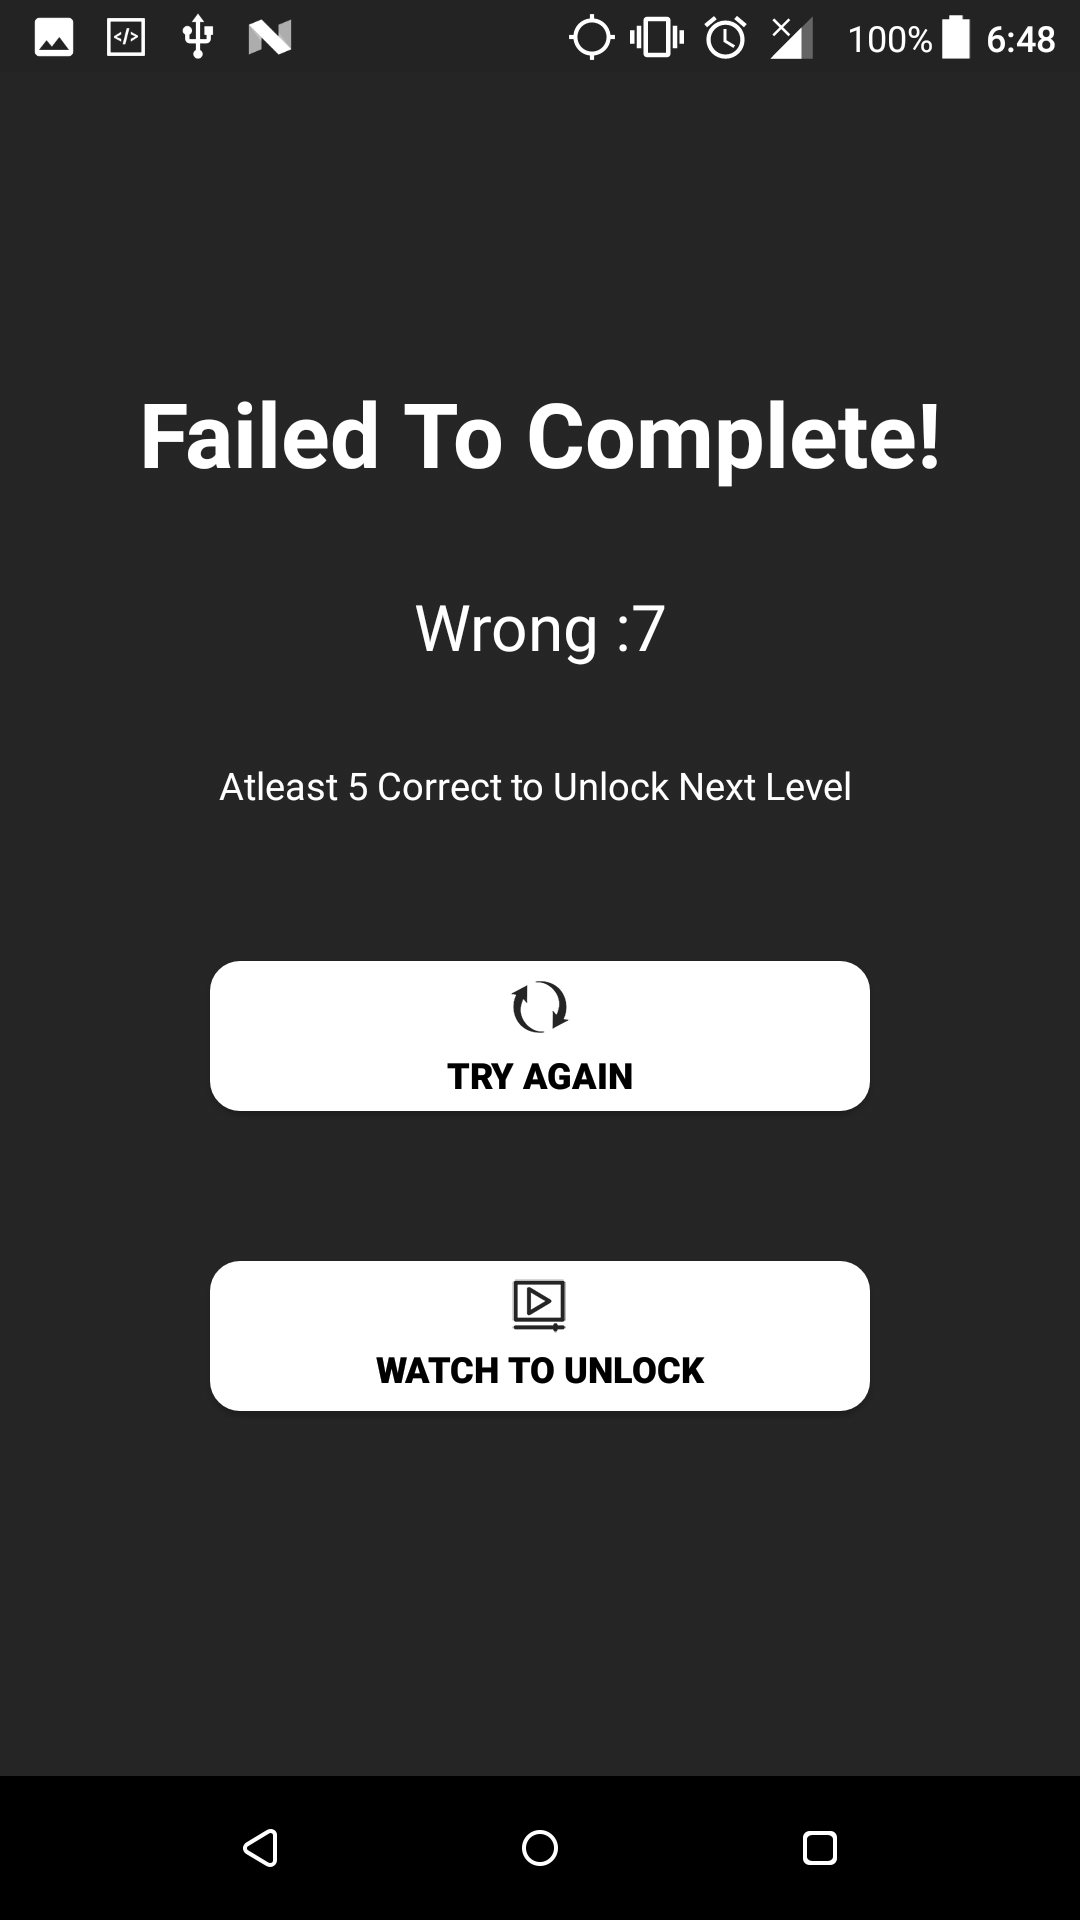 100% 6:48
Failed To Complete!
Wrong :7
Atleast 5 Correct to Unlock Next Level
TRY AGAIN
WATCH TO UNLOCK